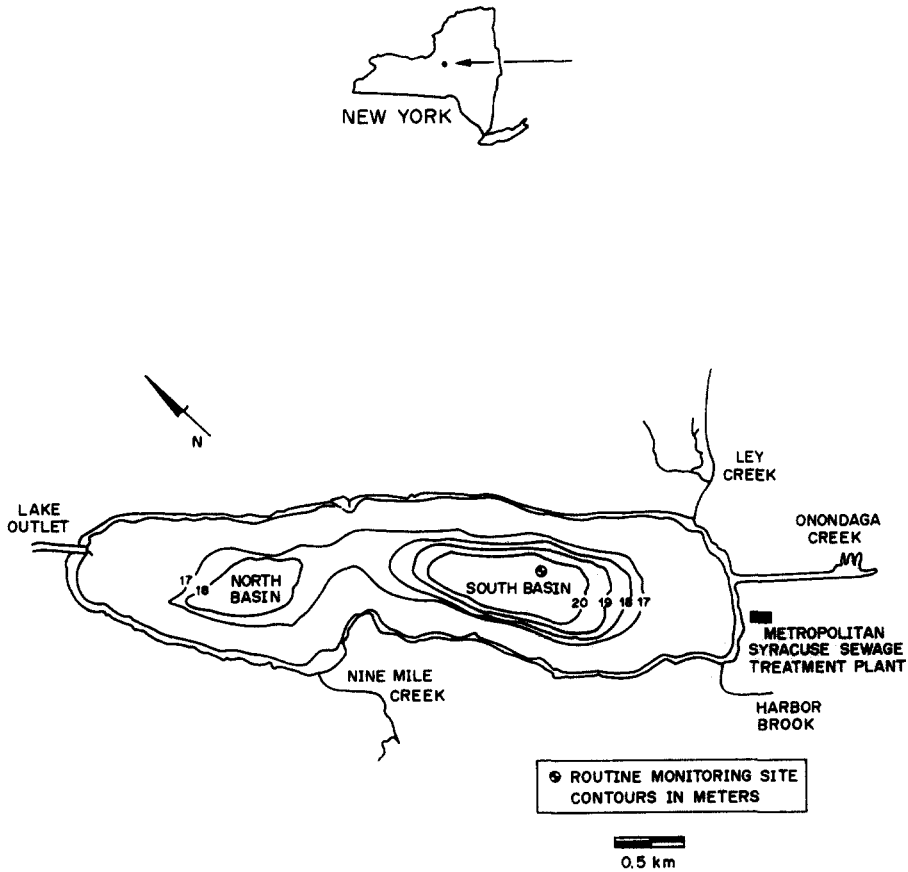 NEW YORK
N
LEY
CREEK
LAKE
OUTLET
ONONDAGA
CREEK
17
18
NORTH
BASIN
SOUTH BASIN
20
19
18
17
METROPOLITAN
SYRACUSE SEWAGE
TREATMENT PLANT
NINE MILE
CREEK
HARBOR
BROOK
ROUTINE MONITORING SITE
CONTOURS IN METERS
0.5 km